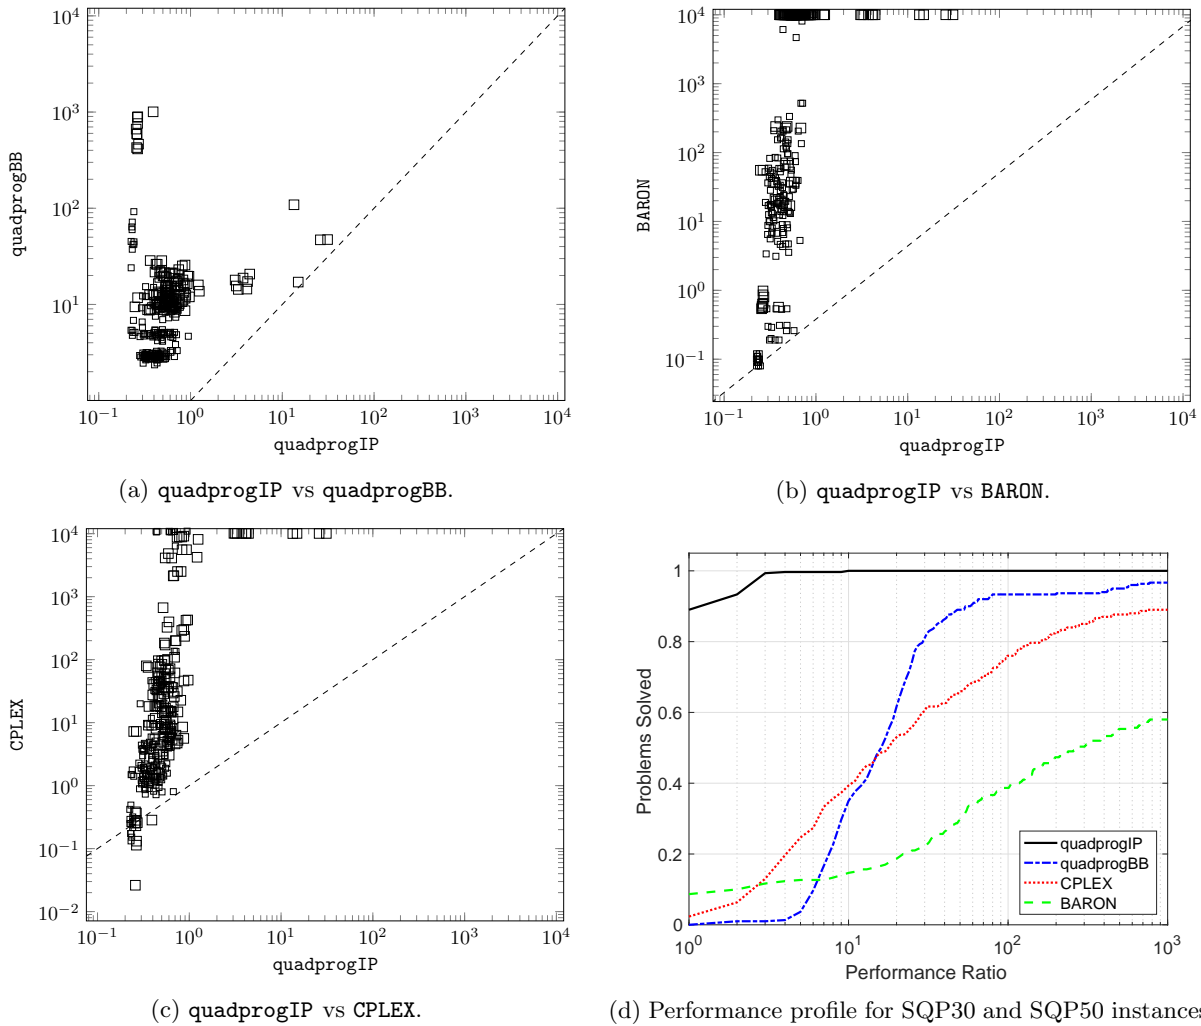 10^4
10^3
10^2
10^1
quadprogBB
10^-1
10^0
10^1
10^2
10^3
10^4
quadprogIP
(a) quadprogIP vs quadprogBB.
10^4
10^3
10^2
10^1
10^0
10^-1
BARON
10^-1
10^0
10^1
10^2
10^3
10^4
quadprogIP
(b) quadprogIP vs BARON.
10^4
10^3
10^2
10^1
10^0
10^-1
10^-2
CPLEX
10^-1
10^0
10^1
10^2
10^3
10^4
quadprogIP
(c) quadprogIP vs CPLEX.
1
0.8
0.6
0.4
0.2
0
Problems Solved
quadprogIP
quadprogBB
CPLEX
BARON
10^0
10^1
10^2
10^3
Performance Ratio
(d) Performance profile for SQP30 and SQP50 instances